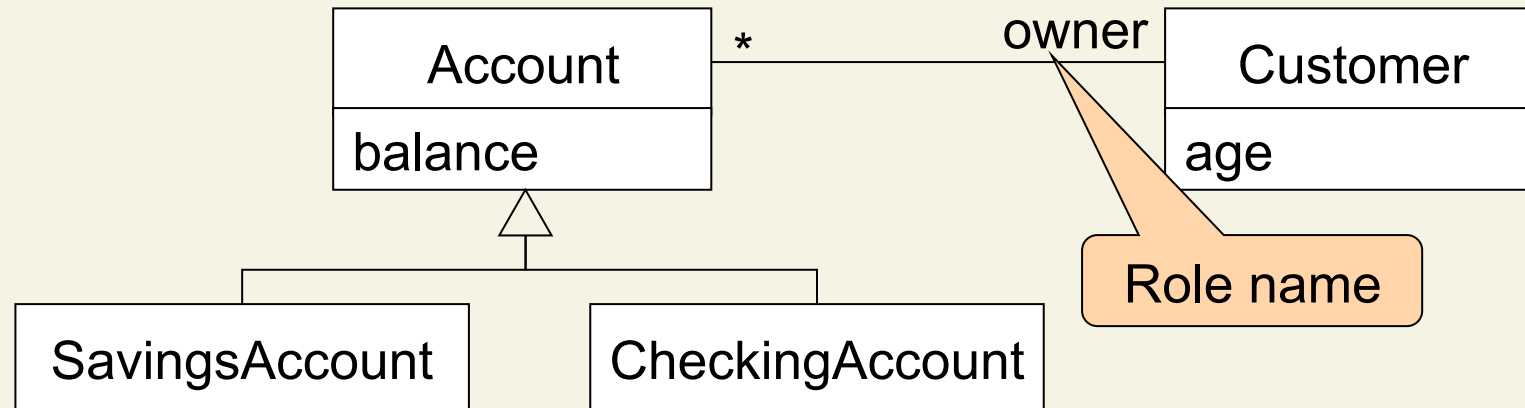 Account
*
owner
Customer
balance
age
Role name
SavingsAccount
CheckingAccount